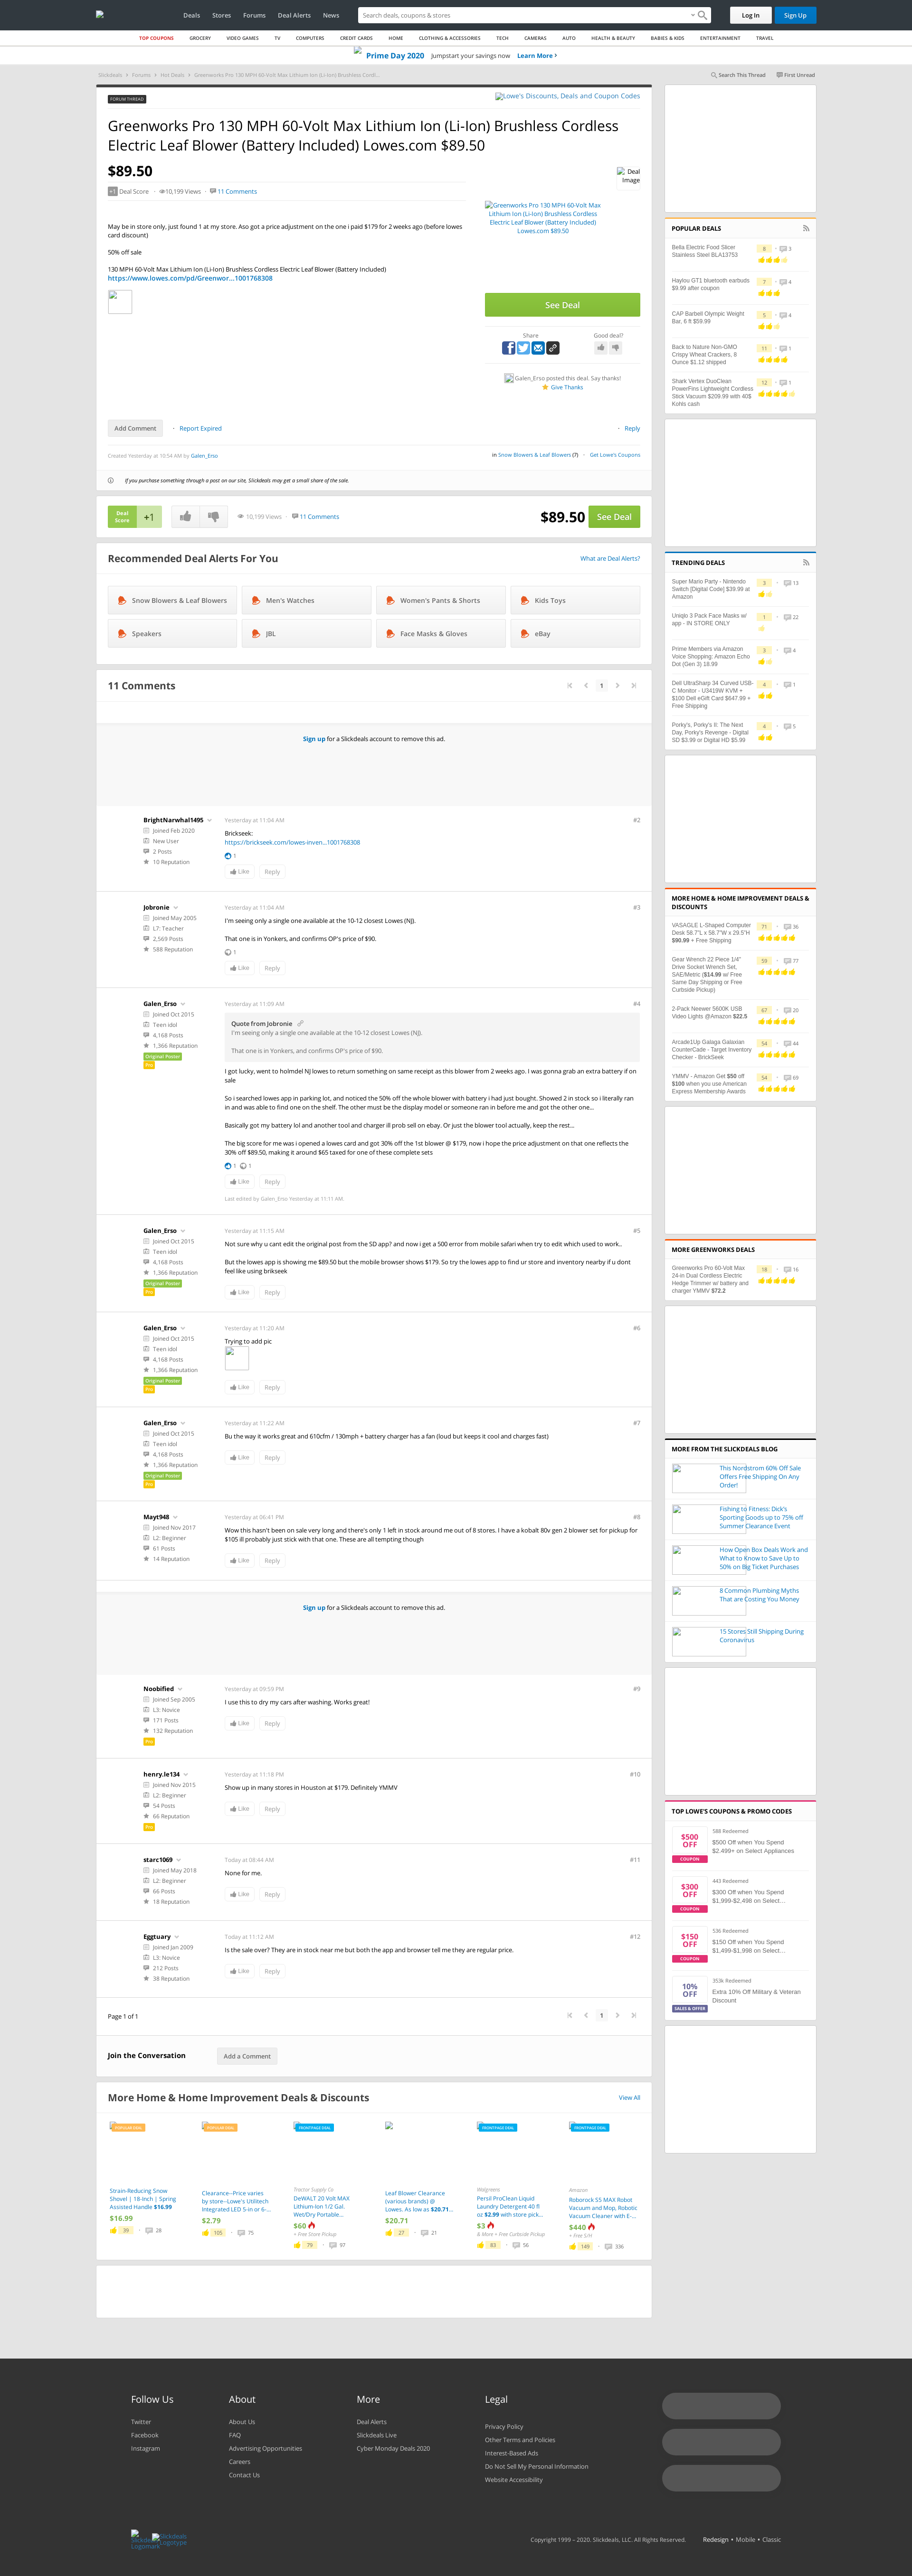 Deals Stores Forums Deal Alerts News
Search deals, coupons & stores
Log In
Sign Up
TOP COUPONS GROCERY VIDEO GAMES TV COMPUTERS CREDIT CARDS HOME CLOTHING & ACCESSORIES TECH CAMERAS AUTO HEALTH & BEAUTY BABIES & KIDS ENTERTAINMENT TRAVEL
Prime Day 2020 Jumpstart your savings now Learn More
Slickdeals Forums Hot Deals Greenworks Pro 130 MPH 60-Volt Max Lithium Ion (Li-Ion) Brushless Cordl...
Search This Thread First Unread
FORUM THREAD
Lowe's Discounts, Deals and Coupon Codes
Greenworks Pro 130 MPH 60-Volt Max Lithium Ion (Li-Ion) Brushless Cordless
Electric Leaf Blower (Battery Included) Lowes.com $89.50
$89.50
+1 Deal Score
10,199 Views
11 Comments
May be in store only, just found 1 at my store. Aso got a price adjustment on the one i paid $179 for 2 weeks ago (before lowes
card discount)
50% off sale
130 MPH 60-Volt Max Lithium Ion (Li-Ion) Brushless Cordless Electric Leaf Blower (Battery Included)
https://www.lowes.com/pd/Greenwor...1001768308
Deal
Image
Greenworks Pro 130 MPH 60-Volt Max
Lithium Ion (Li-Ion) Brushless Cordless
Electric Leaf Blower (Battery Included)
Lowes.com $89.50
See Deal
Share
Good deal?
Galen_Erso posted this deal. Say thanks!
Give Thanks
Add Comment
Report Expired
Reply
Created Yesterday at 10:54 AM by Galen_Erso
in Snow Blowers & Leaf Blowers (?)
Get Lowe's Coupons
If you purchase something through a post on our site, Slickdeals may get a small share of the sale.
Deal
Score
+1
10,199 Views
11 Comments
$89.50
See Deal
Recommended Deal Alerts For You
What are Deal Alerts?
Snow Blowers & Leaf Blowers
Men's Watches
Women's Pants & Shorts
Kids Toys
Speakers
JBL
Face Masks & Gloves
eBay
11 Comments
1
Sign up for a Slickdeals account to remove this ad.
BrightNarwhal1495
Joined Feb 2020
New User
2 Posts
10 Reputation
Yesterday at 11:04 AM
#2
Brickseek:
https://brickseek.com/lowes-inven...1001768308
1
Like
Reply
Jobronie
Joined May 2005
L7: Teacher
2,569 Posts
588 Reputation
Yesterday at 11:04 AM
#3
I'm seeing only a single one available at the 10-12 closest Lowes (NJ).
That one is in Yonkers, and confirms OP's price of $90.
1
Like
Reply
Galen_Erso
Joined Oct 2015
Teen idol
4,168 Posts
1,366 Reputation
Original Poster
Pro
Yesterday at 11:09 AM
#4
Quote from Jobronie
I'm seeing only a single one available at the 10-12 closest Lowes (NJ).
That one is in Yonkers, and confirms OP's price of $90.
I got lucky, went to holmdel NJ lowes to return something on same receipt as this blower from 2 weeks ago. I was gonna grab an extra battery if on
sale
So i searched lowes app in parking lot, and noticed the 50% off the whole blower with battery i had just bought. Showed 2 in stock so i literally ran
in and was able to find one on the shelf. The other must be the display model or someone ran in before me and got the other one...
Basically got my battery lol and another tool and charger ill prob sell on ebay. Or just the blower tool actually, keep the rest...
The big score for me was i opened a lowes card and got 30% off the 1st blower @ $179, now i hope the price adjustment on that one reflects the
30% off $89.50, making it around $65 taxed for one of these complete sets
1 1
Like
Reply
Last edited by Galen_Erso Yesterday at 11:11 AM.
Galen_Erso
Joined Oct 2015
Teen idol
4,168 Posts
1,366 Reputation
Original Poster
Pro
Yesterday at 11:15 AM
#5
Not sure why u cant edit the original post from the SD app? and now i get a 500 error from mobile safari when try to edit which used to work..
But the lowes app is showing me $89.50 but the mobile browser shows $179. So try the lowes app to find ur store and inventory nearby if u dont
feel like using brikseek
Like
Reply
Galen_Erso
Joined Oct 2015
Teen idol
4,168 Posts
1,366 Reputation
Original Poster
Pro
Yesterday at 11:20 AM
#6
Trying to add pic
Like
Reply
Galen_Erso
Joined Oct 2015
Teen idol
4,168 Posts
1,366 Reputation
Original Poster
Pro
Yesterday at 11:22 AM
#7
Bu the way it works great and 610cfm / 130mph + battery charger has a fan (loud but keeps it cool and charges fast)
Like
Reply
Mayt948
Joined Nov 2017
L2: Beginner
61 Posts
14 Reputation
Yesterday at 06:41 PM
#8
Wow this hasn't been on sale very long and there's only 1 left in stock around me out of 8 stores. I have a kobalt 80v gen 2 blower set for pickup for
$105 ill probably just stick with that one. These are all tempting though
Like
Reply
Sign up for a Slickdeals account to remove this ad.
Noobified
Joined Sep 2005
L3: Novice
171 Posts
132 Reputation
Pro
Yesterday at 09:59 PM
#9
I use this to dry my cars after washing. Works great!
Like
Reply
henry.le134
Joined Nov 2015
L2: Beginner
54 Posts
66 Reputation
Pro
Yesterday at 11:18 PM
#10
Show up in many stores in Houston at $179. Definitely YMMV
Like
Reply
starc1069
Joined May 2018
L2: Beginner
66 Posts
18 Reputation
Today at 08:44 AM
#11
None for me.
Like
Reply
Eggtuary
Joined Jan 2009
L3: Novice
212 Posts
38 Reputation
Today at 11:12 AM
#12
Is the sale over? They are in stock near me but both the app and a browser tell me they are regular price.
Like
Reply
Page 1 of 1
1
Join the Conversation
Add a Comment
More Home & Home Improvement Deals & Discounts
View All
POPULAR DEAL
Strain-Reducing Snow
Shovel | 18-Inch | Spring
Assisted Handle $16.99
$16.99
39 28
POPULAR DEAL
Clearance--Price varies
by store--Lowe's Utilitech
Integrated LED 5-in or 6-...
$2.79
105 75
FRONTPAGE DEAL
Tractor Supply Co
DeWALT 20 Volt MAX
Lithium-Ion 1/2 Gal.
Wet/Dry Portable...
$60
+ Free Store Pickup
79 97
Leaf Blower Clearance
(various brands) @
Lowes. As low as $20.71...
$20.71
27 21
FRONTPAGE DEAL
Walgreens
Persil ProClean Liquid
Laundry Detergent 40 fl
oz $2.99 with store pick...
$3
& More + Free Curbside Pickup
83 56
FRONTPAGE DEAL
Amazon
Roborock S5 MAX Robot
Vacuum and Mop, Robotic
Vacuum Cleaner with E-...
$440
+ Free S/H
149 336
POPULAR DEALS
Bella Electric Food Slicer
Stainless Steel BLA13753
8 3
Haylou GT1 bluetooth earbuds
$9.99 after coupon
7 4
CAP Barbell Olympic Weight
Bar, 6 ft $59.99
5 4
Back to Nature Non-GMO
Crispy Wheat Crackers, 8
Ounce $1.12 shipped
11 1
Shark Vertex DuoClean
PowerFins Lightweight Cordless
Stick Vacuum $209.99 with 40$
Kohls cash
12 1
TRENDING DEALS
Super Mario Party - Nintendo
Switch [Digital Code] $39.99 at
Amazon
3 13
Uniqlo 3 Pack Face Masks w/
app - IN STORE ONLY
1 22
Prime Members via Amazon
Voice Shopping: Amazon Echo
Dot (Gen 3) 18.99
3 4
Dell UltraSharp 34 Curved USB-
C Monitor - U3419W KVM +
$100 Dell eGift Card $647.99 +
Free Shipping
4 1
Porky's, Porky's II: The Next
Day, Porky's Revenge - Digital
SD $3.99 or Digital HD $5.99
4 5
MORE HOME & HOME IMPROVEMENT DEALS &
DISCOUNTS
VASAGLE L-Shaped Computer
Desk 58.7"L x 58.7"W x 29.5"H
$90.99 + Free Shipping
71 36
Gear Wrench 22 Piece 1/4"
Drive Socket Wrench Set,
SAE/Metric ($14.99 w/ Free
Same Day Shipping or Free
Curbside Pickup)
59 77
2-Pack Neewer 5600K USB
Video Lights @Amazon $22.5
67 20
Arcade1Up Galaga Galaxian
CounterCade - Target Inventory
Checker - BrickSeek
54 44
YMMV - Amazon Get $50 off
$100 when you use American
Express Membership Awards
54 69
MORE GREENWORKS DEALS
Greenworks Pro 60-Volt Max
24-in Dual Cordless Electric
Hedge Trimmer w/ battery and
charger YMMV $72.2
18 16
MORE FROM THE SLICKDEALS BLOG
This Nordstrom 60% Off Sale
Offers Free Shipping On Any
Order!
Fishing to Fitness: Dick's
Sporting Goods up to 75% off
Summer Clearance Event
How Open Box Deals Work and
What to Know to Save Up to
50% on Big Ticket Purchases
8 Common Plumbing Myths
That are Costing You Money
15 Stores Still Shipping During
Coronavirus
TOP LOWE'S COUPONS & PROMO CODES
$500
OFF
COUPON
588 Redeemed
$500 Off when You Spend
$2,499+ on Select Appliances
$300
OFF
COUPON
443 Redeemed
$300 Off when You Spend
$1,999-$2,498 on Select...
$150
OFF
COUPON
536 Redeemed
$150 Off when You Spend
$1,499-$1,998 on Select...
10%
OFF
SALES & OFFER
353k Redeemed
Extra 10% Off Military & Veteran
Discount
Follow Us
Twitter
Facebook
Instagram
About
About Us
FAQ
Advertising Opportunities
Careers
Contact Us
More
Deal Alerts
Slickdeals Live
Cyber Monday Deals 2020
Legal
Privacy Policy
Other Terms and Policies
Interest-Based Ads
Do Not Sell My Personal Information
Website Accessibility
Slickdeals
Logotype
Copyright 1999 – 2020. Slickdeals, LLC. All Rights Reserved.
Redesign • Mobile • Classic